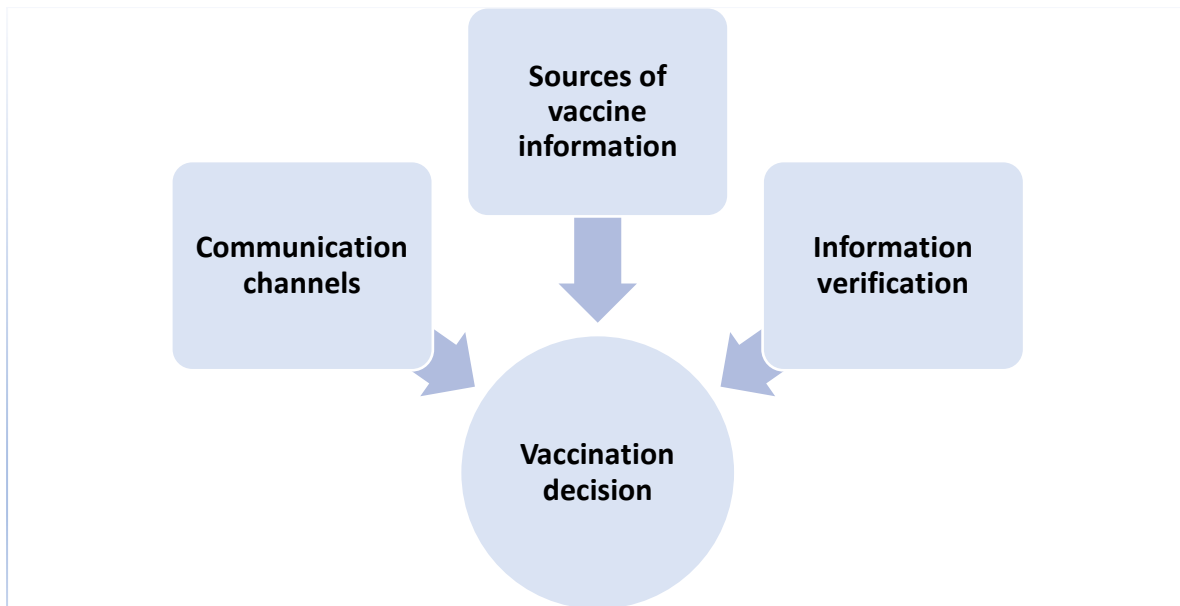 Sources of
vaccine
information
Communication
channels
Information
verification
Vaccination
decision